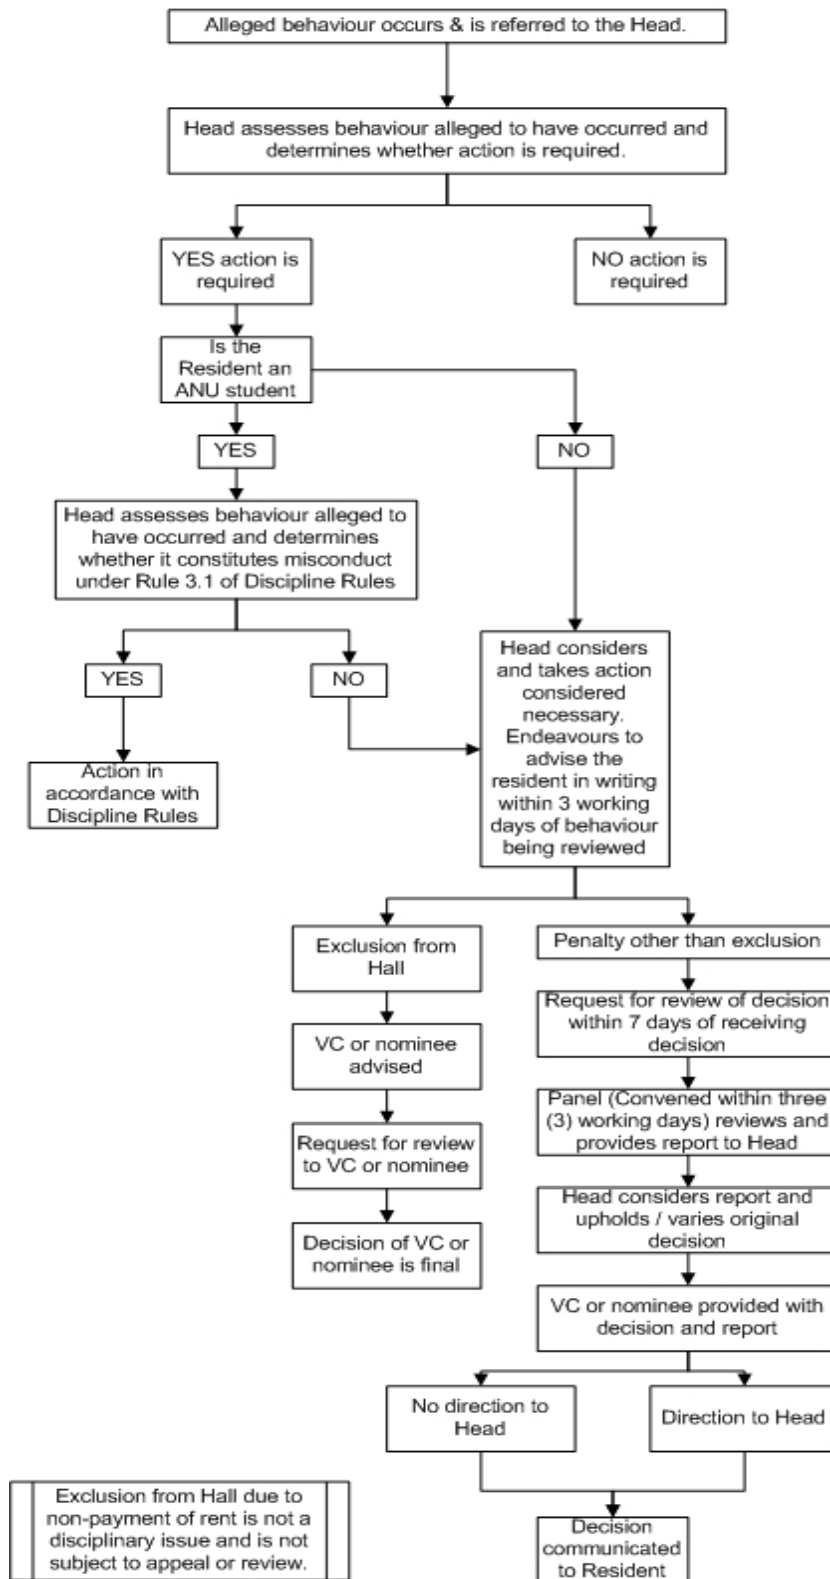 Alleged behaviour occurs & is referred to the Head.
Head assesses behaviour alleged to have occurred and
determines whether action is required.
YES action is
required
NO action is
required
Is the
Resident an
ANU student
YES
NO
Head assesses behaviour alleged to
have occurred and determines
whether it constitutes misconduct
under Rule 3.1 of Discipline Rules
YES
NO
Action in
accordance with
Discipline Rules
Head considers
and takes action
considered
necessary.
Endeavours to
advise the
resident in writing
within 3 working
days of behaviour
being reviewed
Exclusion from
Hall
VC or nominee
advised
Request for review
to VC or nominee
Decision of VC or
nominee is final
Penalty other than exclusion
Request for review of decision
within 7 days of receiving
decision
Panel (Convened within three
(3) working days) reviews and
provides report to Head
Head considers report and
upholds / varies original
decision
VC or nominee provided with
decision and report
No direction to
Head
Direction to Head
Decision
communicated
to Resident
Exclusion from Hall due to
non-payment of rent is not a
disciplinary issue and is not
subject to appeal or review.